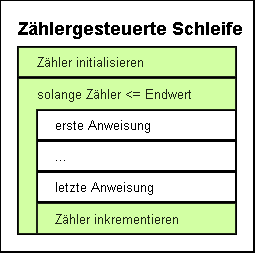 Zählergesteuerte Schleife
Zähler initialisieren
solange Zähler <= Endwert
erste Anweisung
...
letzte Anweisung
Zähler inkrementieren